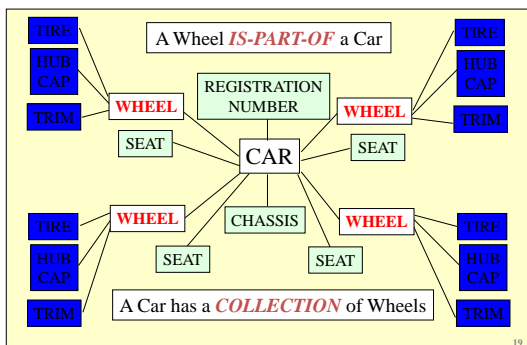 TIRE
A Wheel IS-PART-OF a Car
TIRE
HUB
CAP
HUB
CAP
REGISTRATION
NUMBER
WHEEL
WHEEL
TRIM
TRIM
SEAT
SEAT
CAR
WHEEL
CHASSIS
WHEEL
TIRE
TIRE
HUB
CAP
SEAT
SEAT
HUB
CAP
TRIM
A Car has a COLLECTION of Wheels
TRIM
19